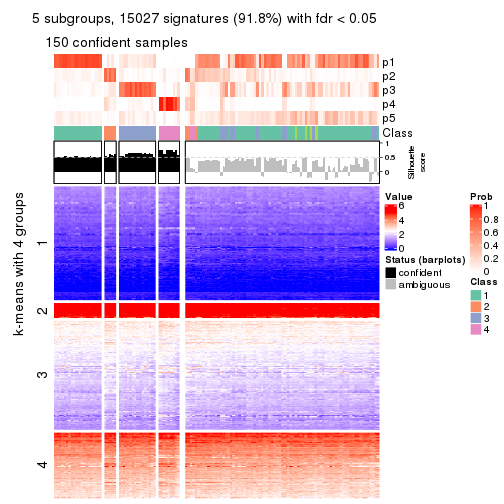 5 subgroups, 15027 signatures (91.8%) with fdr < 0.05
150 confident samples
p1
p2
p3
p4
p5
Class
1
0.5
0
Silhouette
score
k-means with 4 groups
1
2
3
4
Value
6
4
2
0
Status (barplots)
confident
ambiguous
Prob
1
0.8
0.6
0.4
0.2
0
Class
1
2
3
4